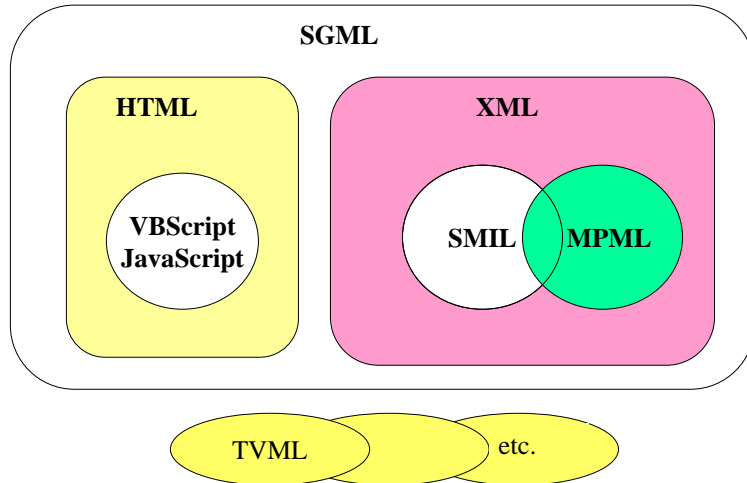 SGML
HTML
XML
VBScript
JavaScript
SMIL
MPML
TVML
etc.